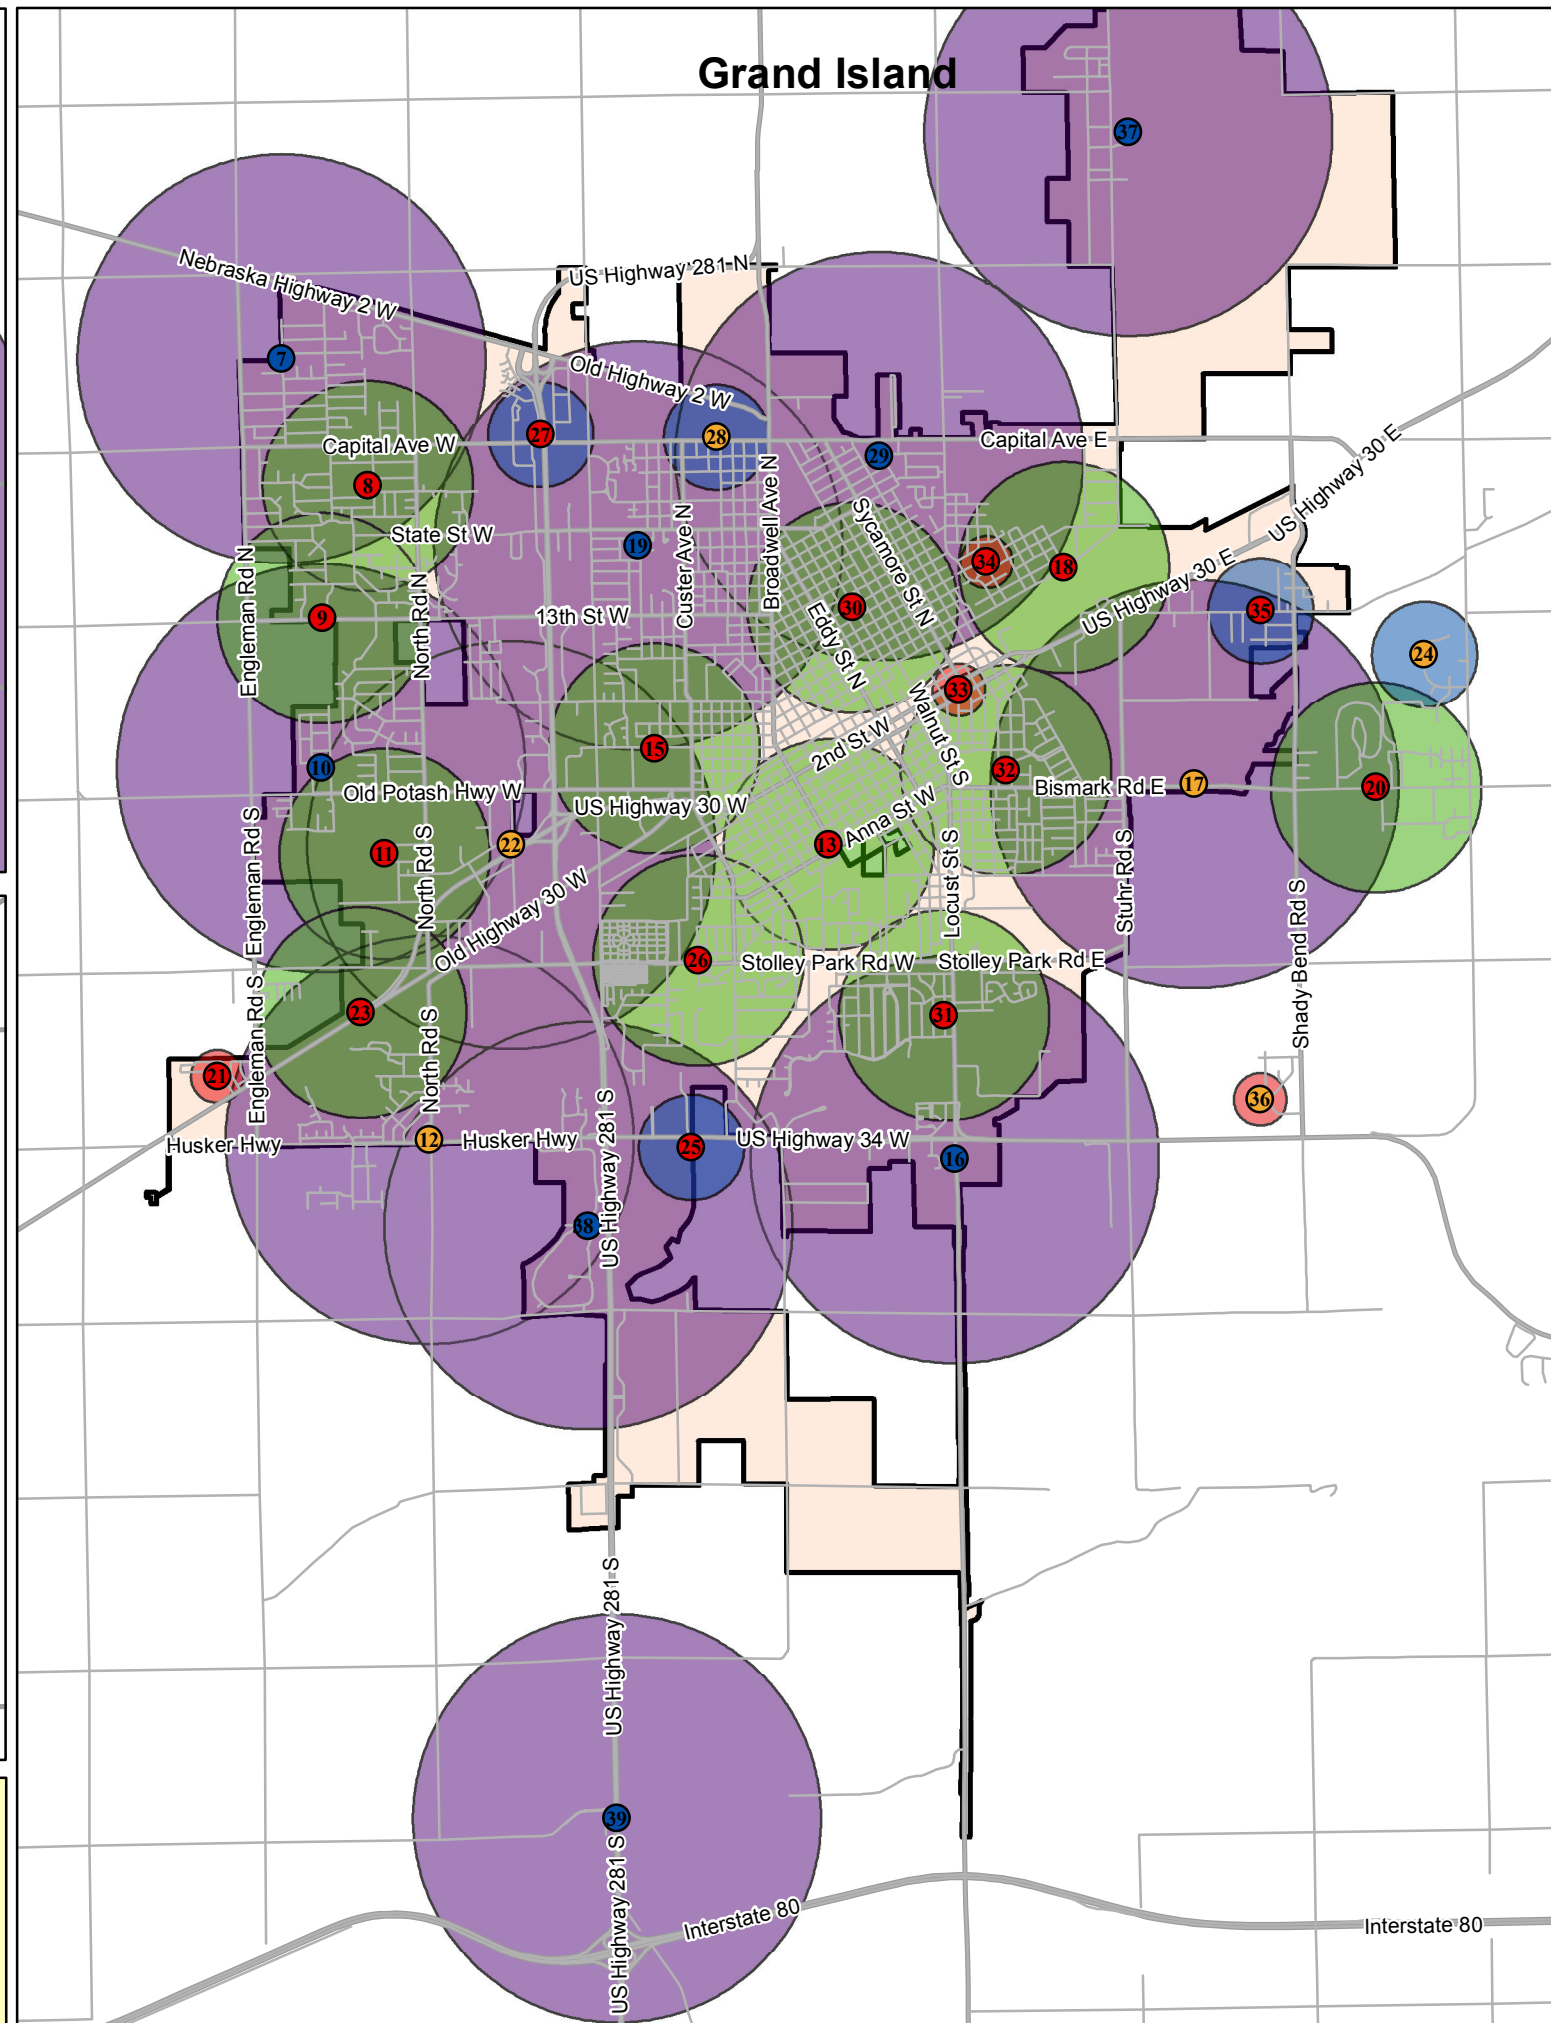 Grand Island
37
Nebraska Highway 2 W
US Highway 281 N
7
Old Highway 2 W
27
28
Capital Ave W
29
Capital Ave E
US Highway 30 E
8
Broadwell Ave N
Sycamore St N
State St W
Custer Ave N
19
34
18
US Highway 30 E
Engleman Rd N
North Rd N
9
13th St W
30
35
Eddy St N
24
33
10
15
2nd St W
Walnut St S
32
17
Bismark Rd E
20
Old Potash Hwy W
US Highway 30 W
Anna St W
11
22
13
Engleman Rd S
North Rd S
Locust St S
Stuhr Rd S
Old Highway 30 W
26
Stolley Park Rd W
Stolley Park Rd E
Shady Bend Rd S
23
31
Engleman Rd S
North Rd S
21
36
Husker Hwy
12
Husker Hwy
US Highway 281 S
25
US Highway 34 W
16
38
US Highway 281 S
39
US Highway 281 S
Interstate 80
Interstate 80